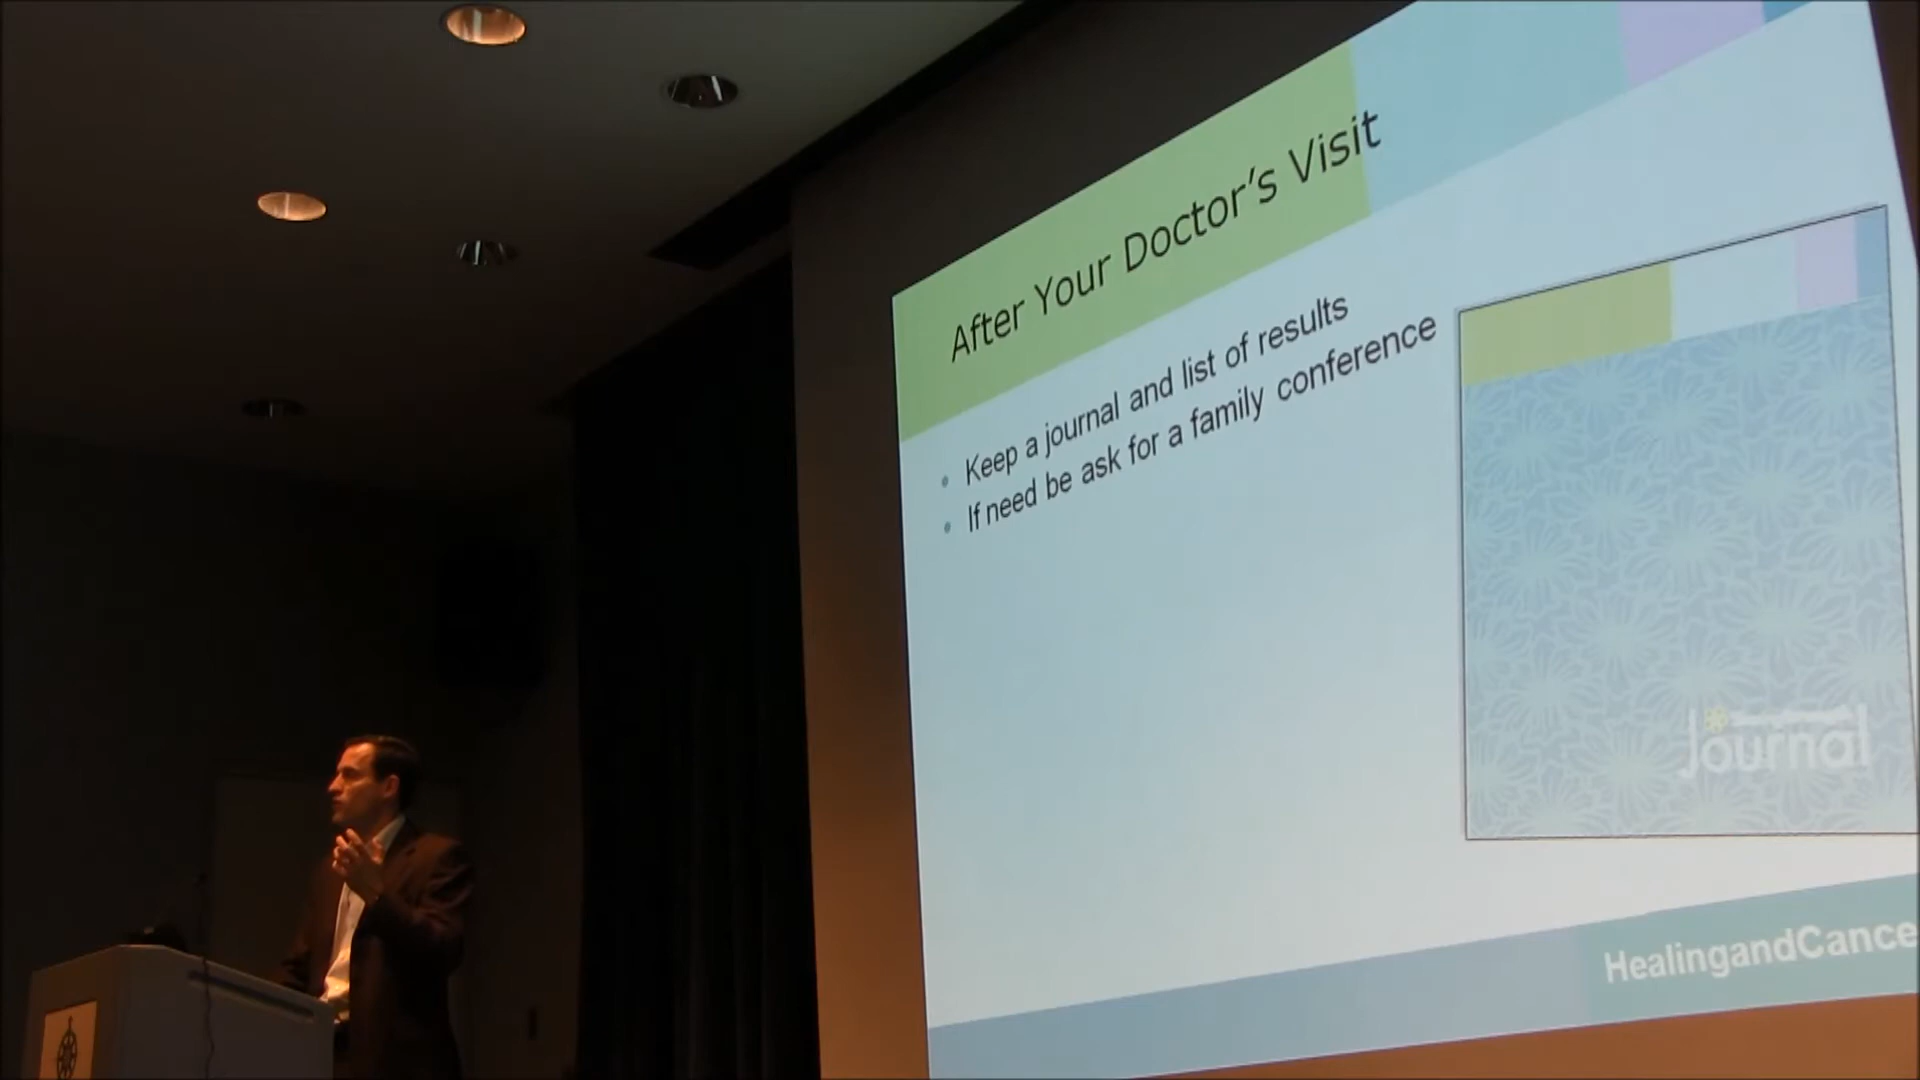 After Your Doctor's Visit
Keep a journal and list of results
If need be ask for a family conference
Journal
HealingandCance